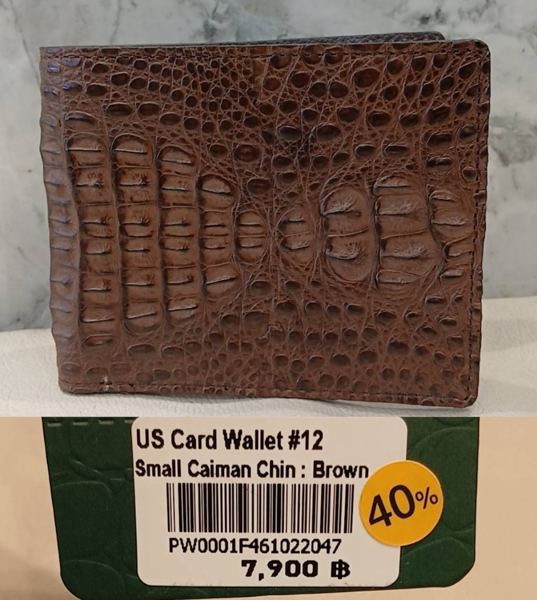 US Card Wallet #12
Small Caiman Chin : Brown
40%
PW0001F461022047
7,900 ฿